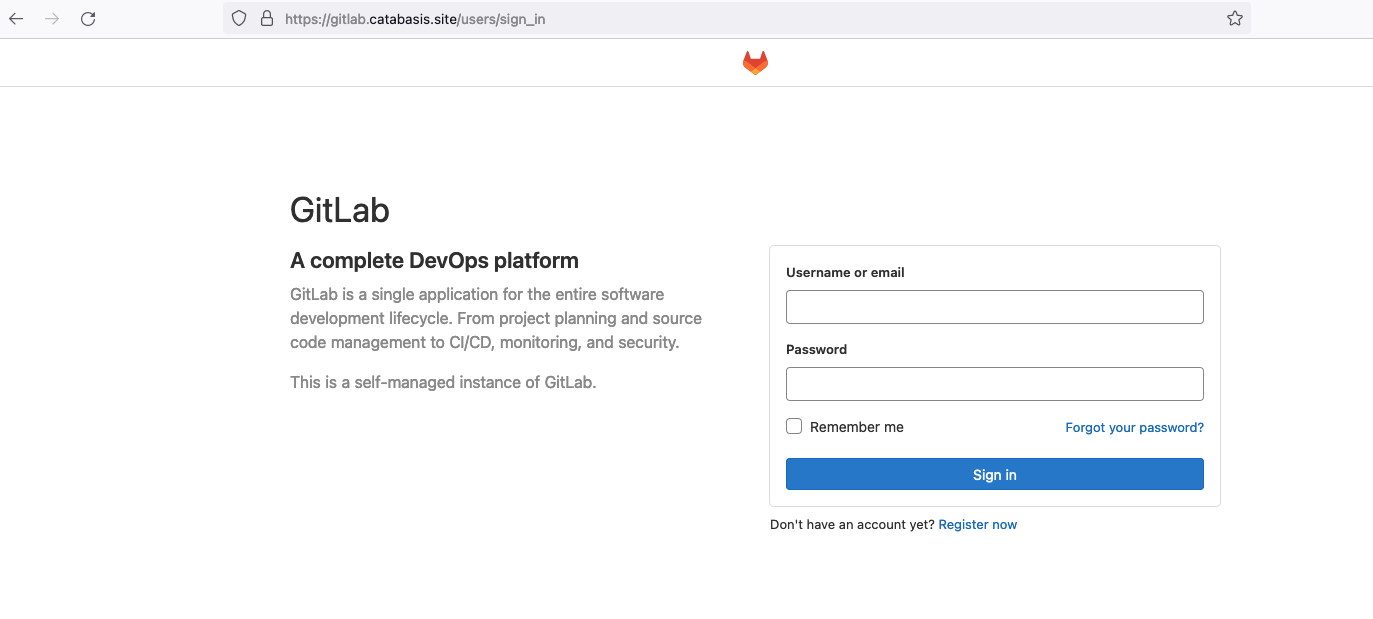 https://gitlab.catabasis.site/users/sign_in
GitLab
A complete DevOps platform
GitLab is a single application for the entire software
development lifecycle. From project planning and source
code management to CI/CD, monitoring, and security.
This is a self-managed instance of GitLab.
Username or email
Password
Remember me
Forgot your password?
Sign in
Don't have an account yet? Register now